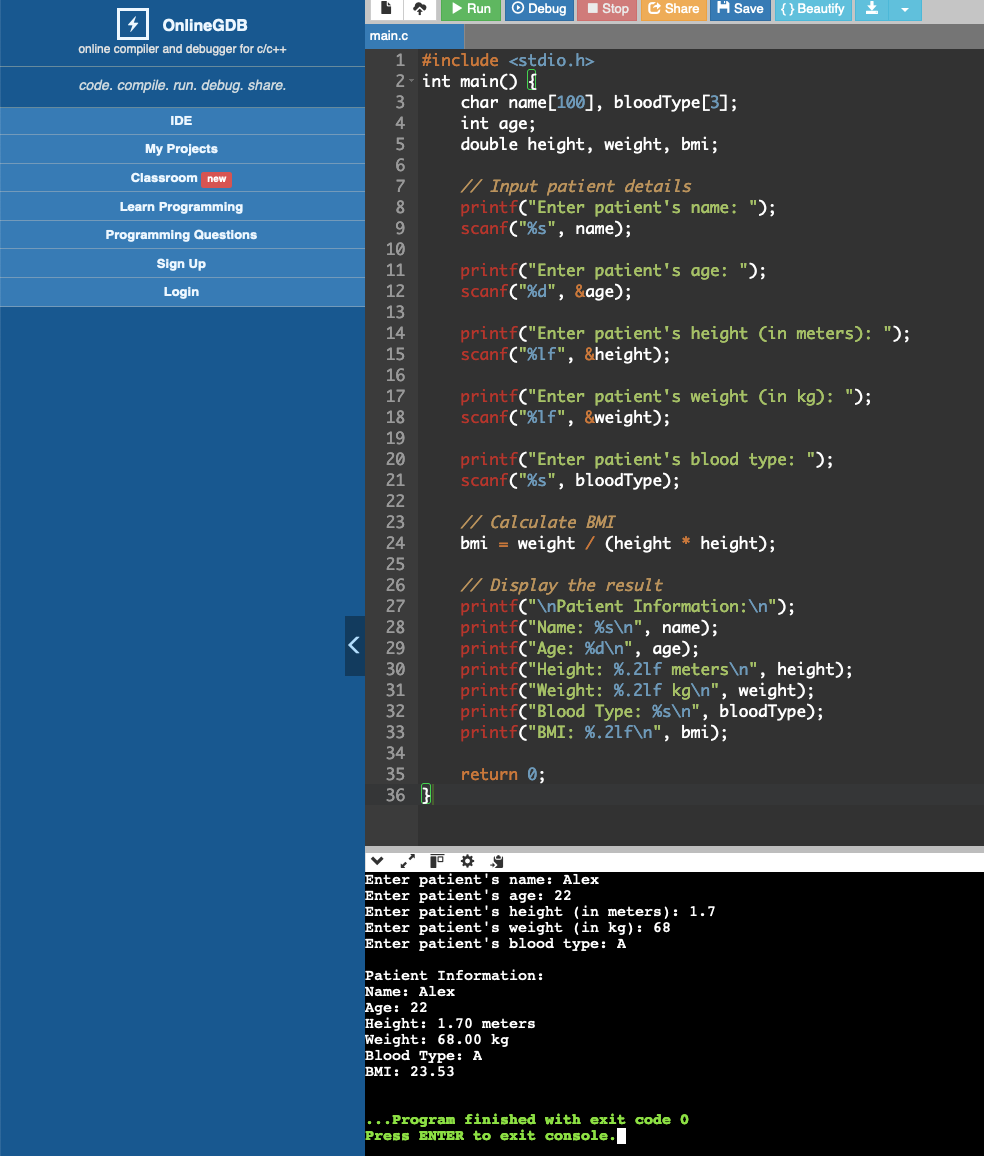 OnlineGDB
online compiler and debugger for c/c++
code. compile. run. debug. share.
IDE
My Projects
Classroom new
Learn Programming
Programming Questions
Sign Up
Login
Run Debug Stop Share Save { } Beautify
main.c
1 #include <stdio.h>
2 int main() {
3     char name[100], bloodType[3];
4     int age;
5     double height, weight, bmi;
6
7     // Input patient details
8     printf("Enter patient's name: ");
9     scanf("%s", name);
10
11     printf("Enter patient's age: ");
12     scanf("%d", &age);
13
14     printf("Enter patient's height (in meters): ");
15     scanf("%lf", &height);
16
17     printf("Enter patient's weight (in kg): ");
18     scanf("%lf", &weight);
19
20     printf("Enter patient's blood type: ");
21     scanf("%s", bloodType);
22
23     // Calculate BMI
24     bmi = weight / (height * height);
25
26     // Display the result
27     printf("\nPatient Information:\n");
28     printf("Name: %s\n", name);
29     printf("Age: %d\n", age);
30     printf("Height: %.2lf meters\n", height);
31     printf("Weight: %.2lf kg\n", weight);
32     printf("Blood Type: %s\n", bloodType);
33     printf("BMI: %.2lf\n", bmi);
34
35     return 0;
36 }
Enter patient's name: Alex
Enter patient's age: 22
Enter patient's height (in meters): 1.7
Enter patient's weight (in kg): 68
Enter patient's blood type: A
Patient Information:
Name: Alex
Age: 22
Height: 1.70 meters
Weight: 68.00 kg
Blood Type: A
BMI: 23.53
...Program finished with exit code 0
Press ENTER to exit console.